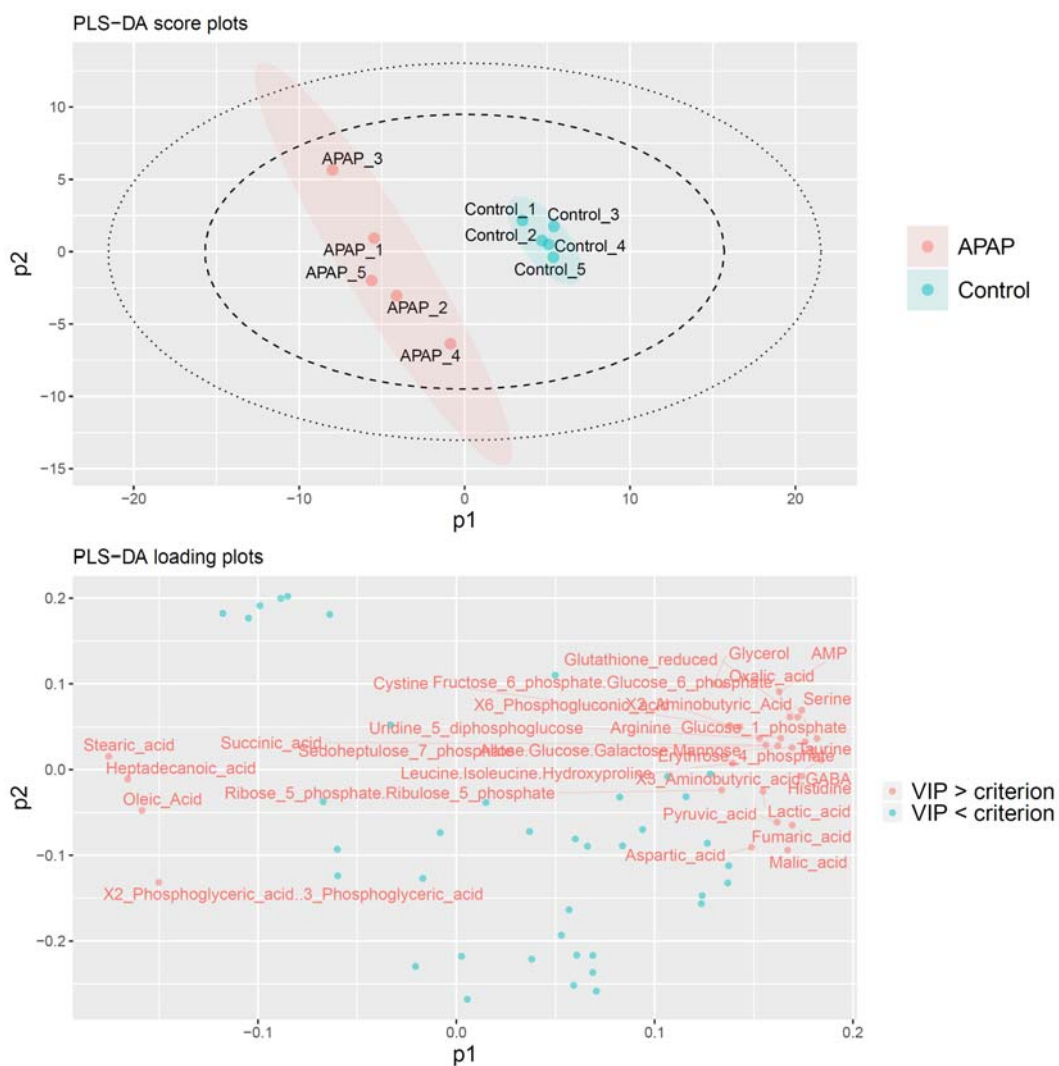 PLS-DA score plots
10
5
0
-5
-10
-15
p2
APAP_3
APAP_1
APAP_5
APAP_2
APAP_4
Control_1
Control_3
Control_2
Control_4
Control_5
-20
-10
0
10
20
p1
APAP
Control
PLS-DA loading plots
0.2
0.1
0.0
-0.1
-0.2
p2
Glutathione_reduced
Glycerol
AMP
Oxalic_acid
Cystine
Fructose_6_phosphate.Glucose_6_phosphate
Serine
X6_Phosphogluconic_acid
X2_Aminobutyric_Acid
Uridine_5_diphosphoglucose
Arginine
Glucose_1_phosphate
Stearic_acid
Succinic_acid
Sedoheptulose_7_phosphate
Allose.Glucose.Galactose.Mannose
Taurine
Erythrose_4_phosphate
Heptadecanoic_acid
Leucine.Isoleucine.Hydroxyproline
X3_Aminobutyric_acid
GABA
Oleic_Acid
Ribose_5_phosphate.Ribulose_5_phosphate
Histidine
Pyruvic_acid
Lactic_acid
Fumaric_acid
Aspartic_acid
Malic_acid
X2_Phosphoglyceric_acid..3_Phosphoglyceric_acid
-0.1
0.0
0.1
0.2
p1
VIP > criterion
VIP < criterion